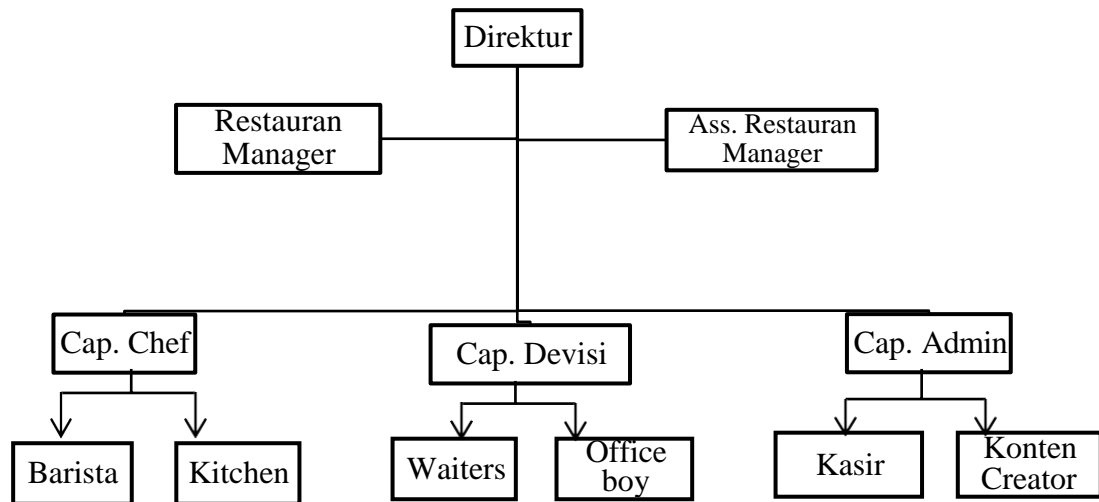 Direktur
Restauran
Manager
Ass. Restauran
Manager
Cap. Chef
Cap. Devisi
Cap. Admin
Barista
Kitchen
Waiters
Office
boy
Kasir
Konten
Creator